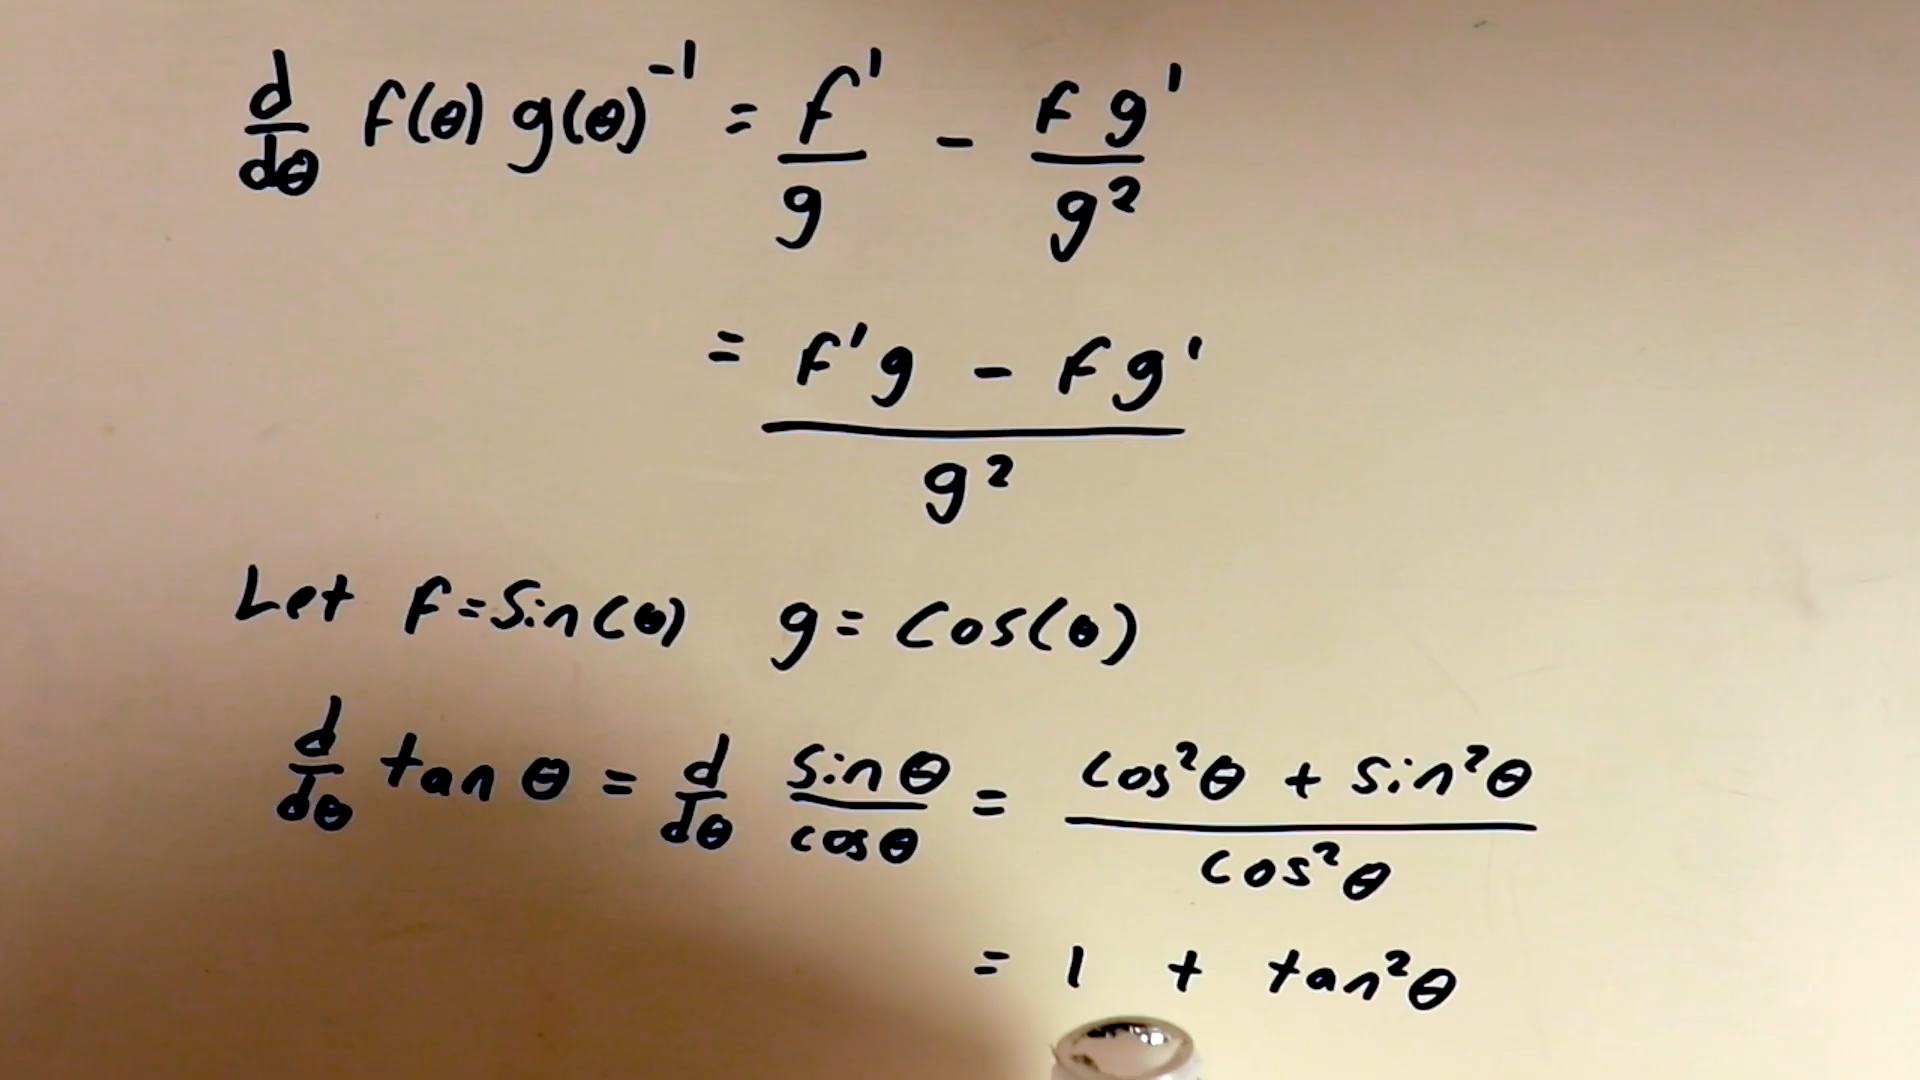 d/dθ f(θ) g(θ)⁻¹ = f'/g - fg'/g²
= (f'g - fg')/g²
Let f=Sin(θ) g= Cos(θ)
d/dθ tan θ = d/dθ sinθ/cosθ = (cos²θ + sin²θ)/cos²θ
= 1 + tan²θ